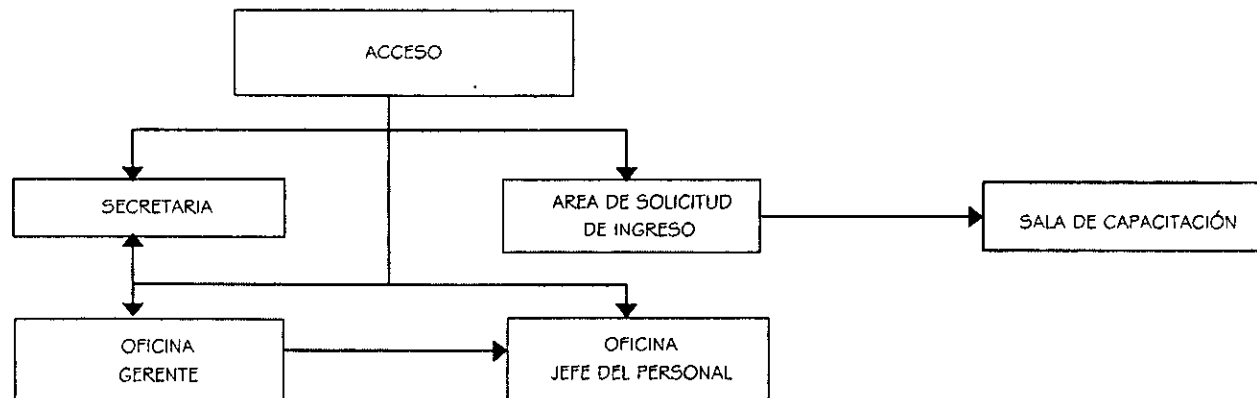 ACCESO
SECRETARIA
AREA DE SOLICITUD
DE INGRESO
SALA DE CAPACITACIÓN
OFICINA
GERENTE
OFICINA
JEFE DEL PERSONAL